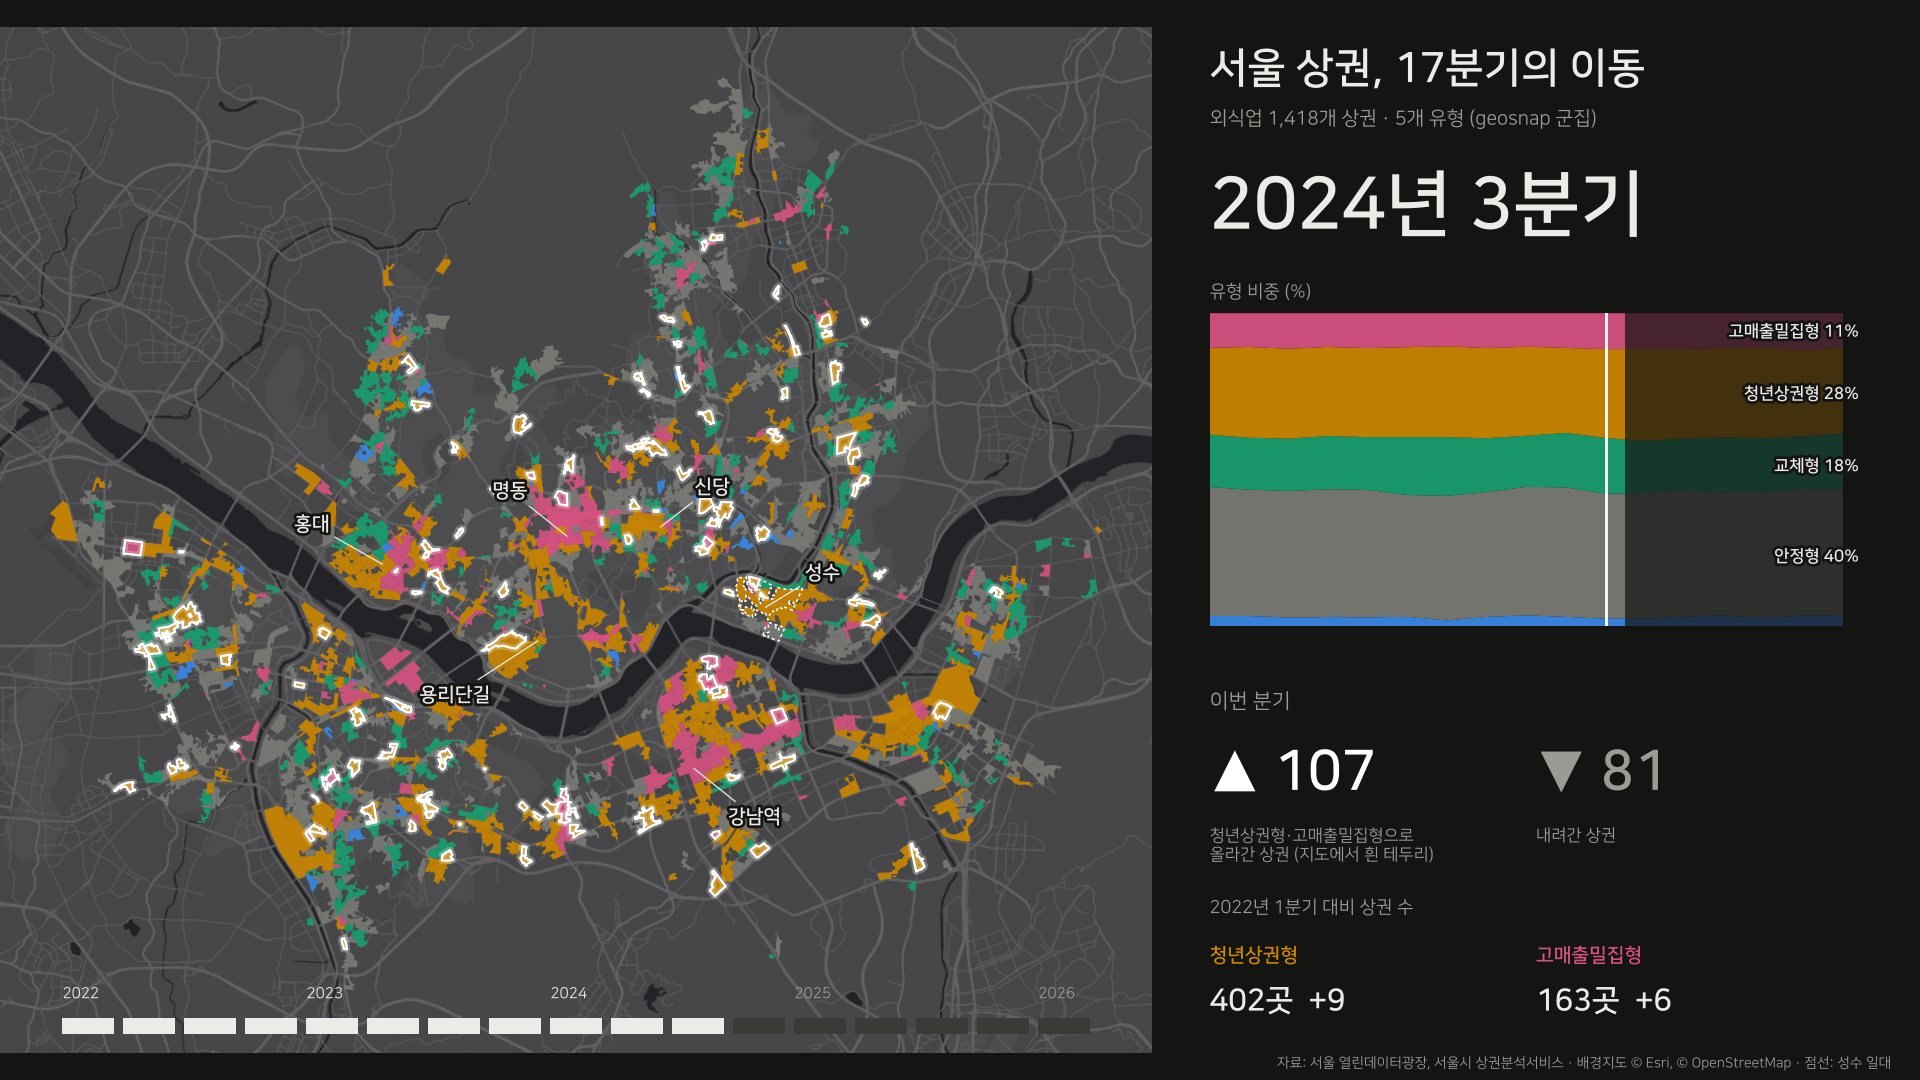 서울 상권, 17분기의 이동
외식업 1,418개 상권 · 5개 유형 (geosnap 군집)
2024년 3분기
유형 비중 (%)
고매출밀집형 11%
청년상권형 28%
교체형 18%
안정형 40%
이번 분기
▲ 107
▼ 81
청년상권형·고매출밀집형으로
올라간 상권 (지도에서 흰 테두리)
내려간 상권
2022년 1분기 대비 상권 수
청년상권형
고매출밀집형
402곳 +9
163곳 +6
자료: 서울 열린데이터광장, 서울시 상권분석서비스 · 배경지도 © Esri, © OpenStreetMap · 점선: 성수 일대
명동
신당
홍대
성수
용리단길
강남역
2022
2023
2024
2025
2026